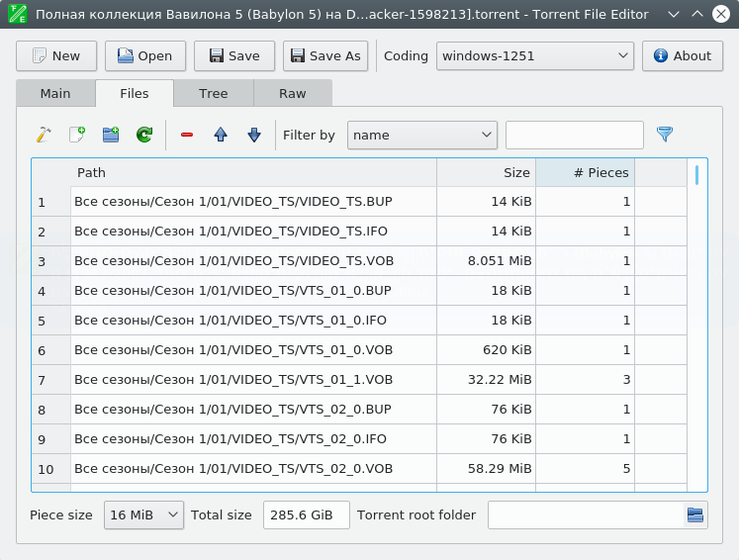 Полная коллекция Вавилона 5 (Babylon 5) на D...acker-1598213].torrent - Torrent File Editor
New Open Save Save As Coding windows-1251 About
Main Files Tree Raw
Filter by name
Path Size # Pieces
1 Все сезоны/Сезон 1/01/VIDEO_TS/VIDEO_TS.BUP 14 KiB 1
2 Все сезоны/Сезон 1/01/VIDEO_TS/VIDEO_TS.IFO 14 KiB 1
3 Все сезоны/Сезон 1/01/VIDEO_TS/VIDEO_TS.VOB 8.051 MiB 1
4 Все сезоны/Сезон 1/01/VIDEO_TS/VTS_01_0.BUP 18 KiB 1
5 Все сезоны/Сезон 1/01/VIDEO_TS/VTS_01_0.IFO 18 KiB 1
6 Все сезоны/Сезон 1/01/VIDEO_TS/VTS_01_0.VOB 620 KiB 1
7 Все сезоны/Сезон 1/01/VIDEO_TS/VTS_01_1.VOB 32.22 MiB 3
8 Все сезоны/Сезон 1/01/VIDEO_TS/VTS_02_0.BUP 76 KiB 1
9 Все сезоны/Сезон 1/01/VIDEO_TS/VTS_02_0.IFO 76 KiB 1
10 Все сезоны/Сезон 1/01/VIDEO_TS/VTS_02_0.VOB 58.29 MiB 5
Piece size 16 MiB Total size 285.6 GiB Torrent root folder